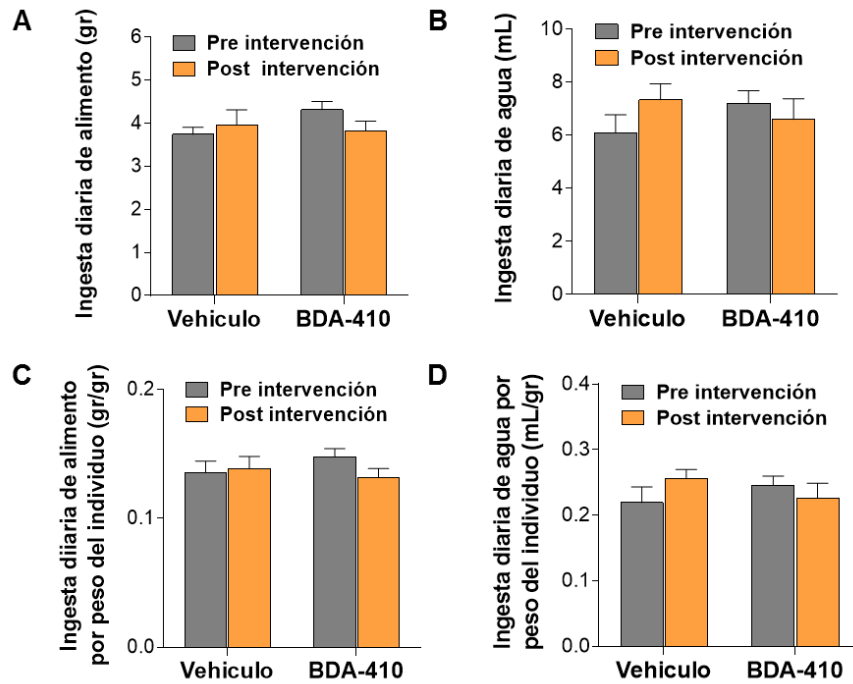 A
Ingesta diaria de alimento (gr)
6
5
4
3
2
1
0
Pre intervención
Post intervención
Vehiculo
BDA-410
B
Ingesta diaria de agua (mL)
10
8
6
4
2
0
Pre intervención
Post intervención
Vehiculo
BDA-410
C
Ingesta diiaria de alimento
por peso del individuo (gr/gr)
0.2
0.1
0.0
Pre intervención
Post intervención
Vehiculo
BDA-410
D
Ingesta diaria de agua por
peso del individuo (mL/gr)
0.4
0.3
0.2
0.1
0.0
Pre intervención
Post intervención
Vehiculo
BDA-410